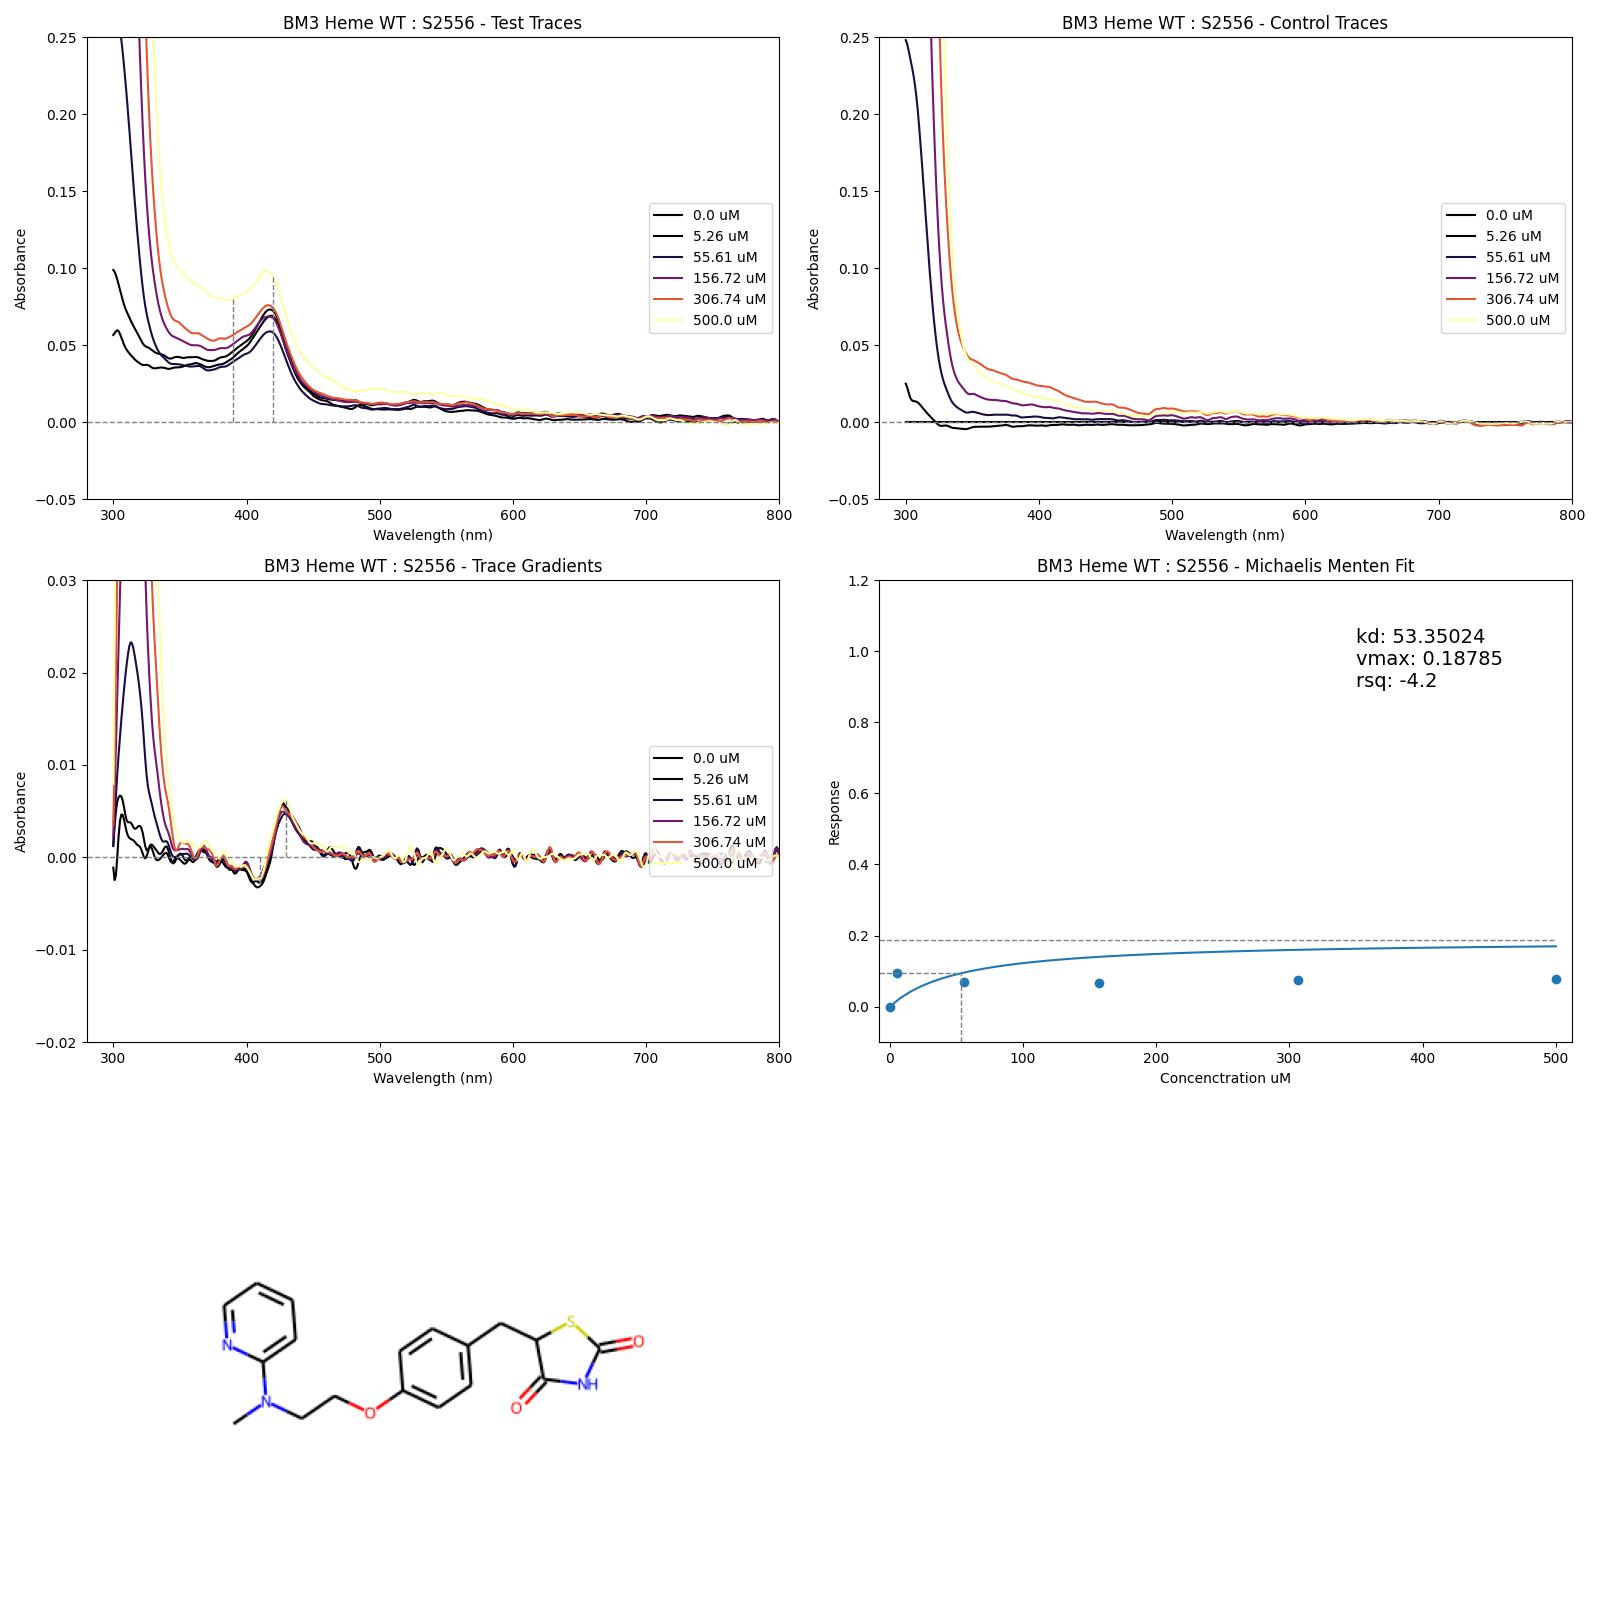 BM3 Heme WT : S2556 - Test Traces
0.25
0.20
0.15
0.10
0.05
0.00
−0.05
Absorbance
300 400 500 600 700 800
Wavelength (nm)
0.0 uM
5.26 uM
55.61 uM
156.72 uM
306.74 uM
500.0 uM
BM3 Heme WT : S2556 - Control Traces
0.25
0.20
0.15
0.10
0.05
0.00
−0.05
Absorbance
300 400 500 600 700 800
Wavelength (nm)
0.0 uM
5.26 uM
55.61 uM
156.72 uM
306.74 uM
500.0 uM
BM3 Heme WT : S2556 - Trace Gradients
0.03
0.02
0.01
0.00
−0.01
−0.02
Absorbance
300 400 500 600 700 800
Wavelength (nm)
0.0 uM
5.26 uM
55.61 uM
156.72 uM
306.74 uM
500.0 uM
BM3 Heme WT : S2556 - Michaelis Menten Fit
1.2
1.0
0.8
0.6
0.4
0.2
0.0
Response
kd: 53.35024
vmax: 0.18785
rsq: -4.2
0 100 200 300 400 500
Concenctration uM
S
O
N
NH
N
O
O